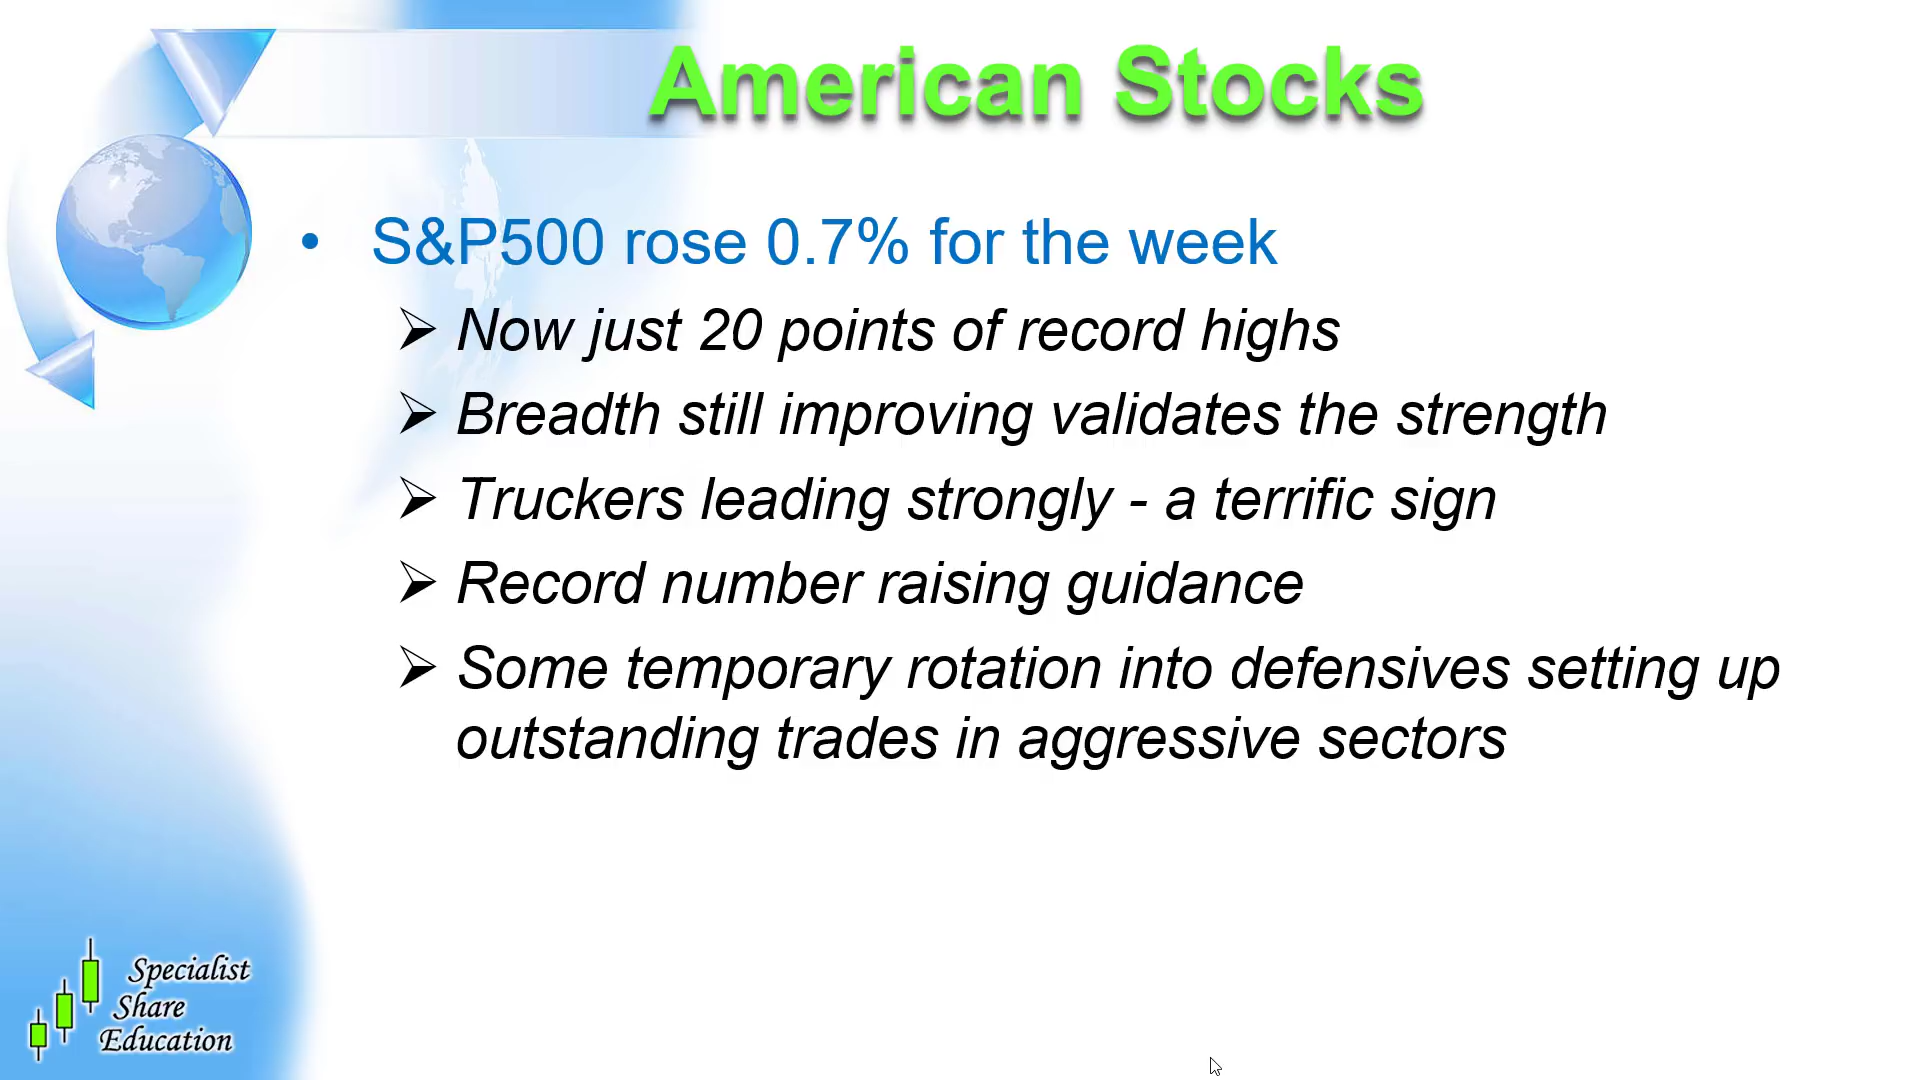 American Stocks
• S&P500 rose 0.7% for the week
➢ Now just 20 points of record highs
➢ Breadth still improving validates the strength
➢ Truckers leading strongly - a terrific sign
➢ Record number raising guidance
➢ Some temporary rotation into defensives setting up
outstanding trades in aggressive sectors
Specialist
Share
Education